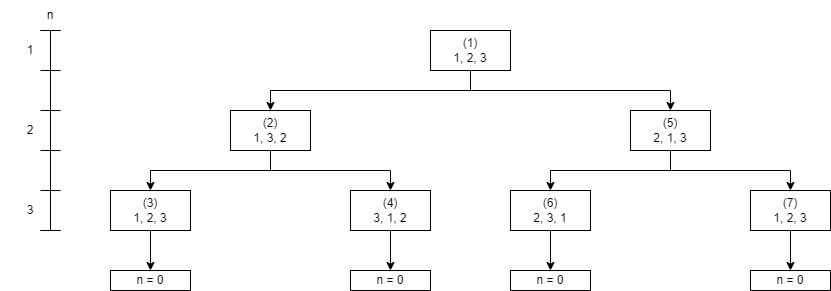 n
1
(1)
1, 2, 3
2
(2)
1, 3, 2
(5)
2, 1, 3
3
(3)
1, 2, 3
(4)
3, 1, 2
(6)
2, 3, 1
(7)
1, 2, 3
n = 0
n = 0
n = 0
n = 0